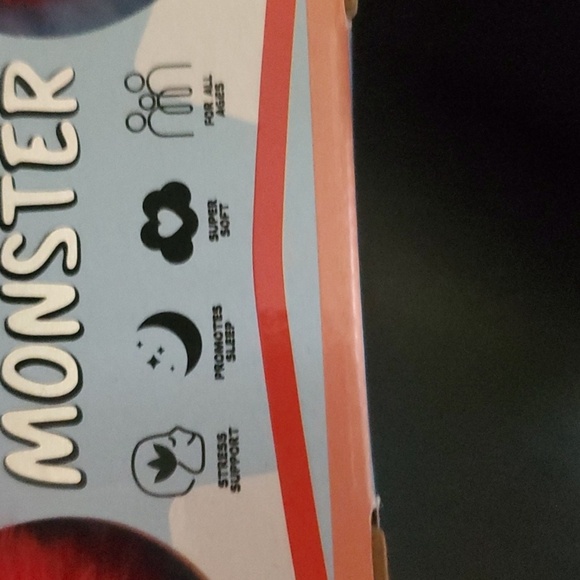 MONSTER
STRESS
SUPPORT
PROMOTES
SLEEP
SUPER
SOFT
FOR ALL
AGES